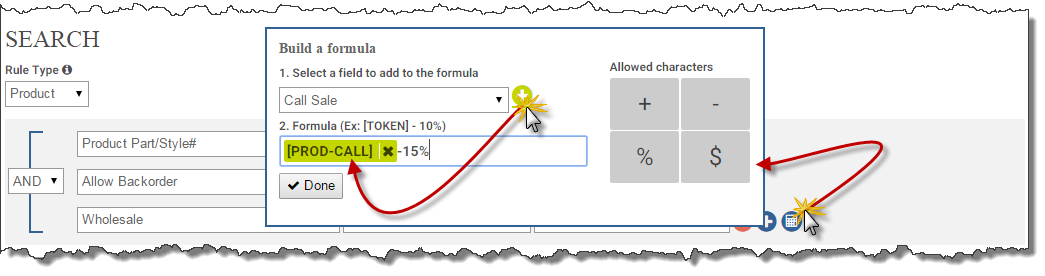 SEARCH
Rule Type
Product
AND
Product Part/Style#
Allow Backorder
Wholesale
Build a formula
1. Select a field to add to the formula
Call Sale
2. Formula (Ex: [TOKEN] - 10%)
[PROD-CALL] ✖ -15%
✔ Done
Allowed characters
+ -
% $